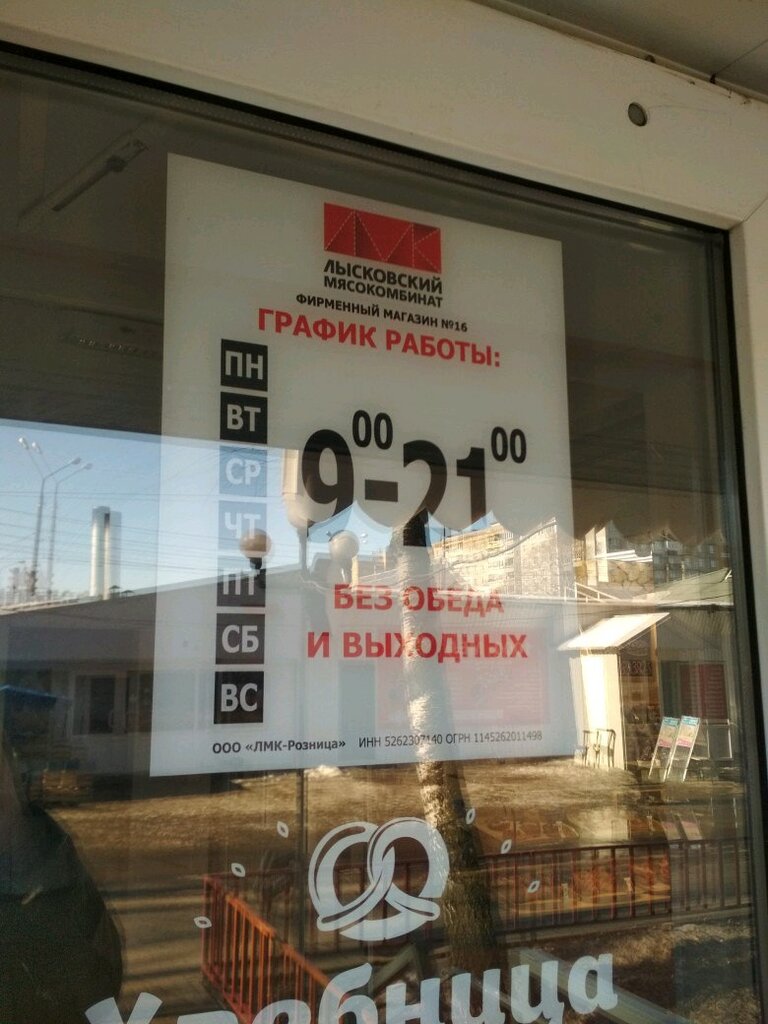 ЛМК
ЛЫСКОВСКИЙ
МЯСОКОМБИНАТ
ФИРМЕННЫЙ МАГАЗИН №16
ГРАФИК РАБОТЫ:
ПН
ВТ
СР
ЧТ
ПТ
СБ
ВС
9⁰⁰-21⁰⁰
БЕЗ ОБЕДА
И ВЫХОДНЫХ
ООО «ЛМК-Розница» ИНН 5262307140 ОГРН 1145262011498
Хлебница